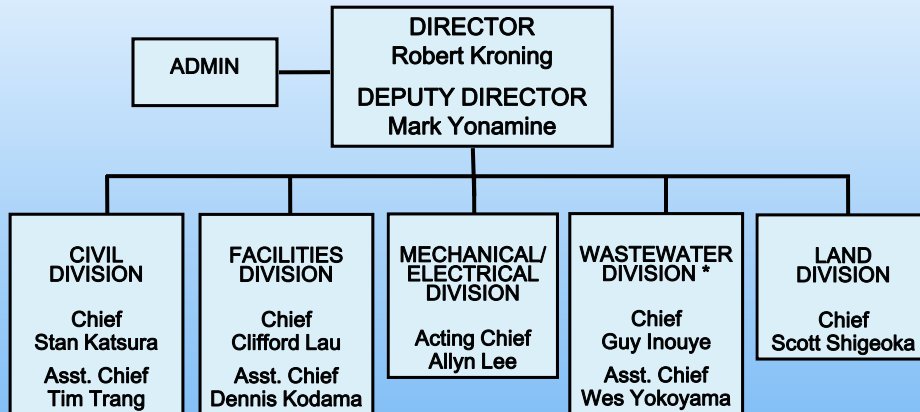 DIRECTOR
Robert Kroning
DEPUTY DIRECTOR
Mark Yonamine
ADMIN
CIVIL
DIVISION
Chief
Stan Katsura
Asst. Chief
Tim Trang
FACILITIES
DIVISION
Chief
Clifford Lau
Asst. Chief
Dennis Kodama
MECHANICAL/
ELECTRICAL
DIVISION
Acting Chief
Allyn Lee
WASTEWATER
DIVISION *
Chief
Guy Inouye
Asst. Chief
Wes Yokoyama
LAND
DIVISION
Chief
Scott Shigeoka